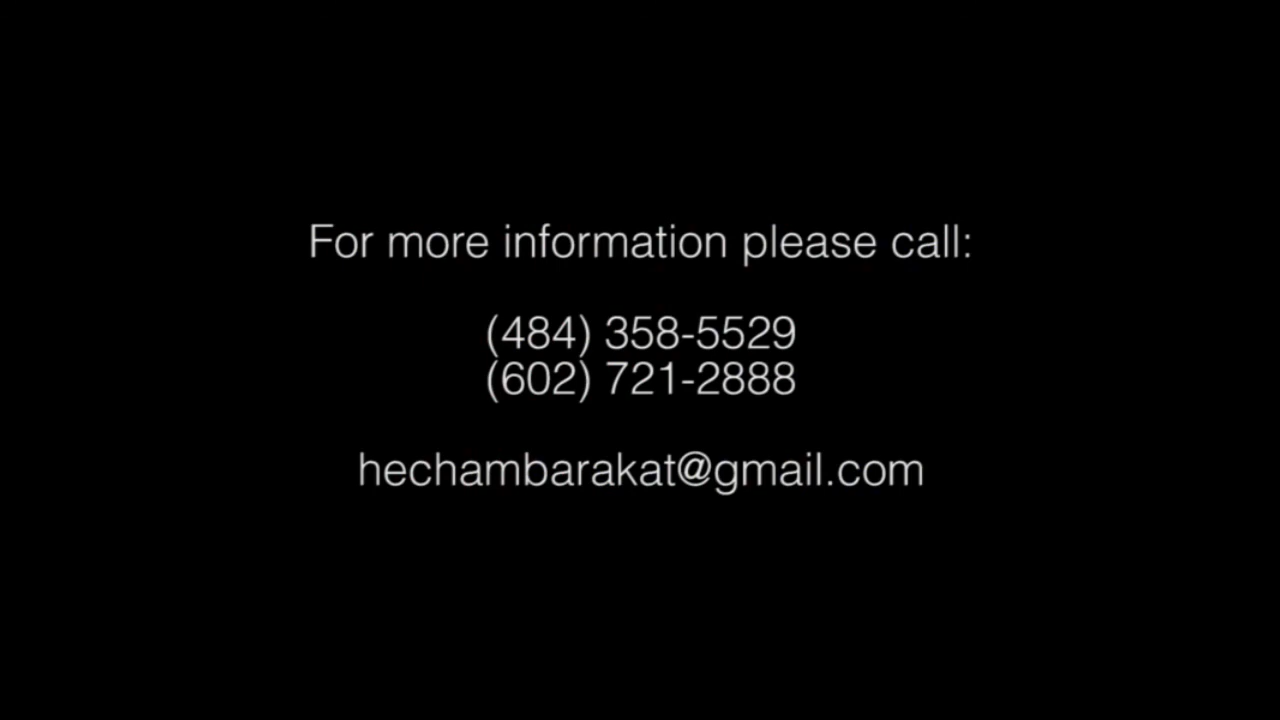 For more information please call:
(484) 358-5529
(602) 721-2888
hechambarakat@gmail.com